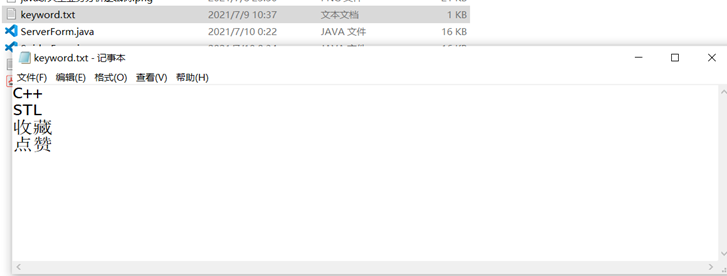 keyword.txt 2021/7/9 10:37 文本文档 1 KB
ServerForm.java 2021/7/10 0:22 JAVA 文件 16 KB
keyword.txt - 记事本
文件(F) 编辑(E) 格式(O) 查看(V) 帮助(H)
C++
STL
收藏
点赞